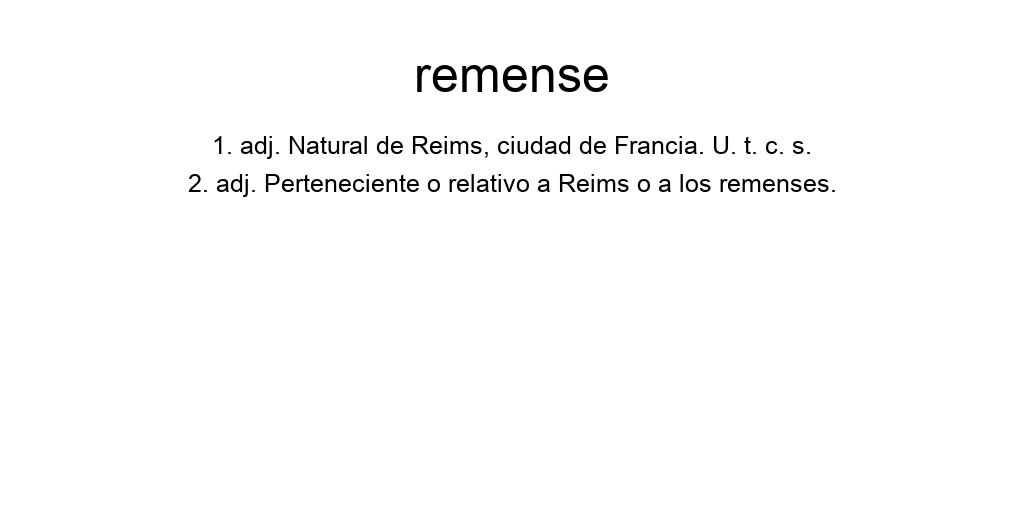 remense
1. adj. Natural de Reims, ciudad de Francia. U. t. c. s.
2. adj. Perteneciente o relativo a Reims o a los remenses.